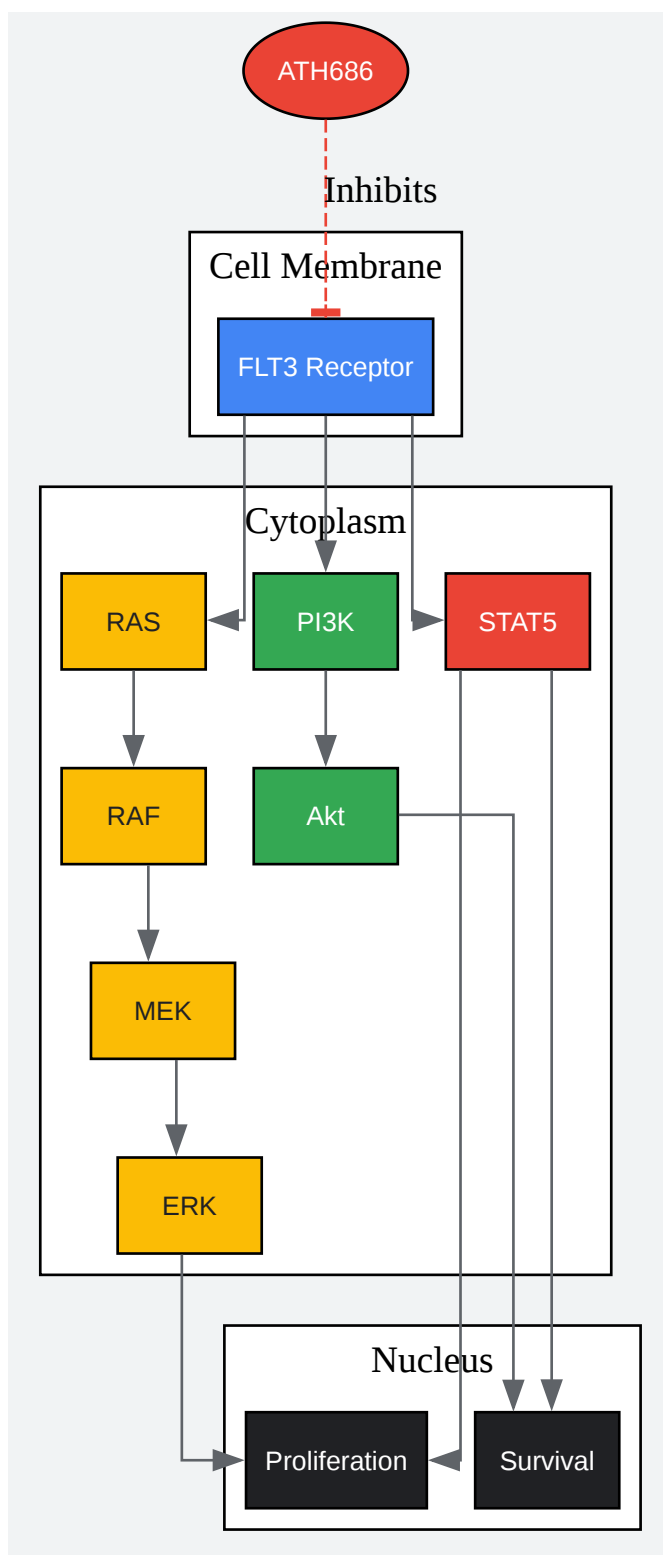 ATH686
Inhibits
Cell Membrane
FLT3 Receptor
Cytoplasm
RAS
PI3K
STAT5
RAF
Akt
MEK
ERK
Nucleus
Proliferation
Survival